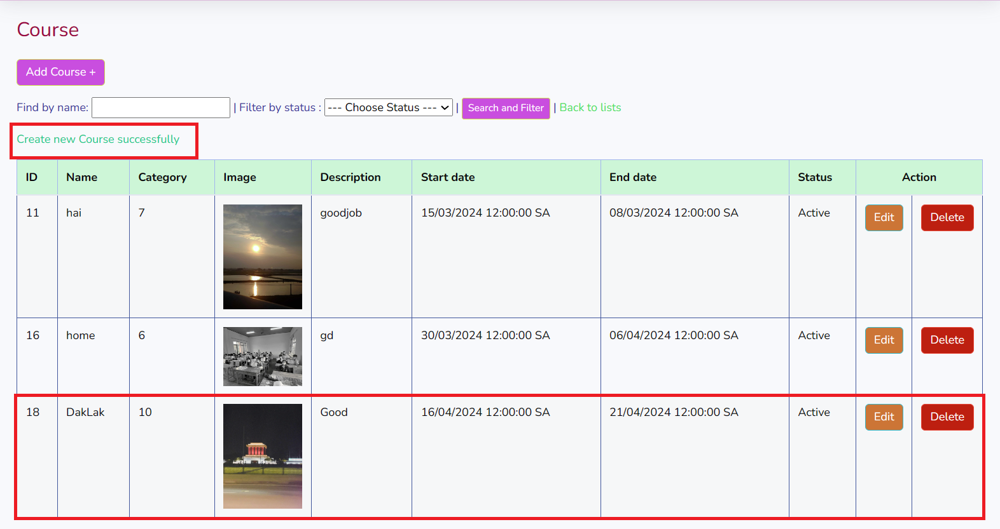 Course
Add Course +
Find by name: | Filter by status : --- Choose Status --- | Search and Filter | Back to lists
Create new Course successfully
ID Name Category Image Description Start date End date Status Action
11 hai 7 goodjob 15/03/2024 12:00:00 SA 08/03/2024 12:00:00 SA Active Edit Delete
16 home 6 gd 30/03/2024 12:00:00 SA 06/04/2024 12:00:00 SA Active Edit Delete
18 DakLak 10 Good 16/04/2024 12:00:00 SA 21/04/2024 12:00:00 SA Active Edit Delete